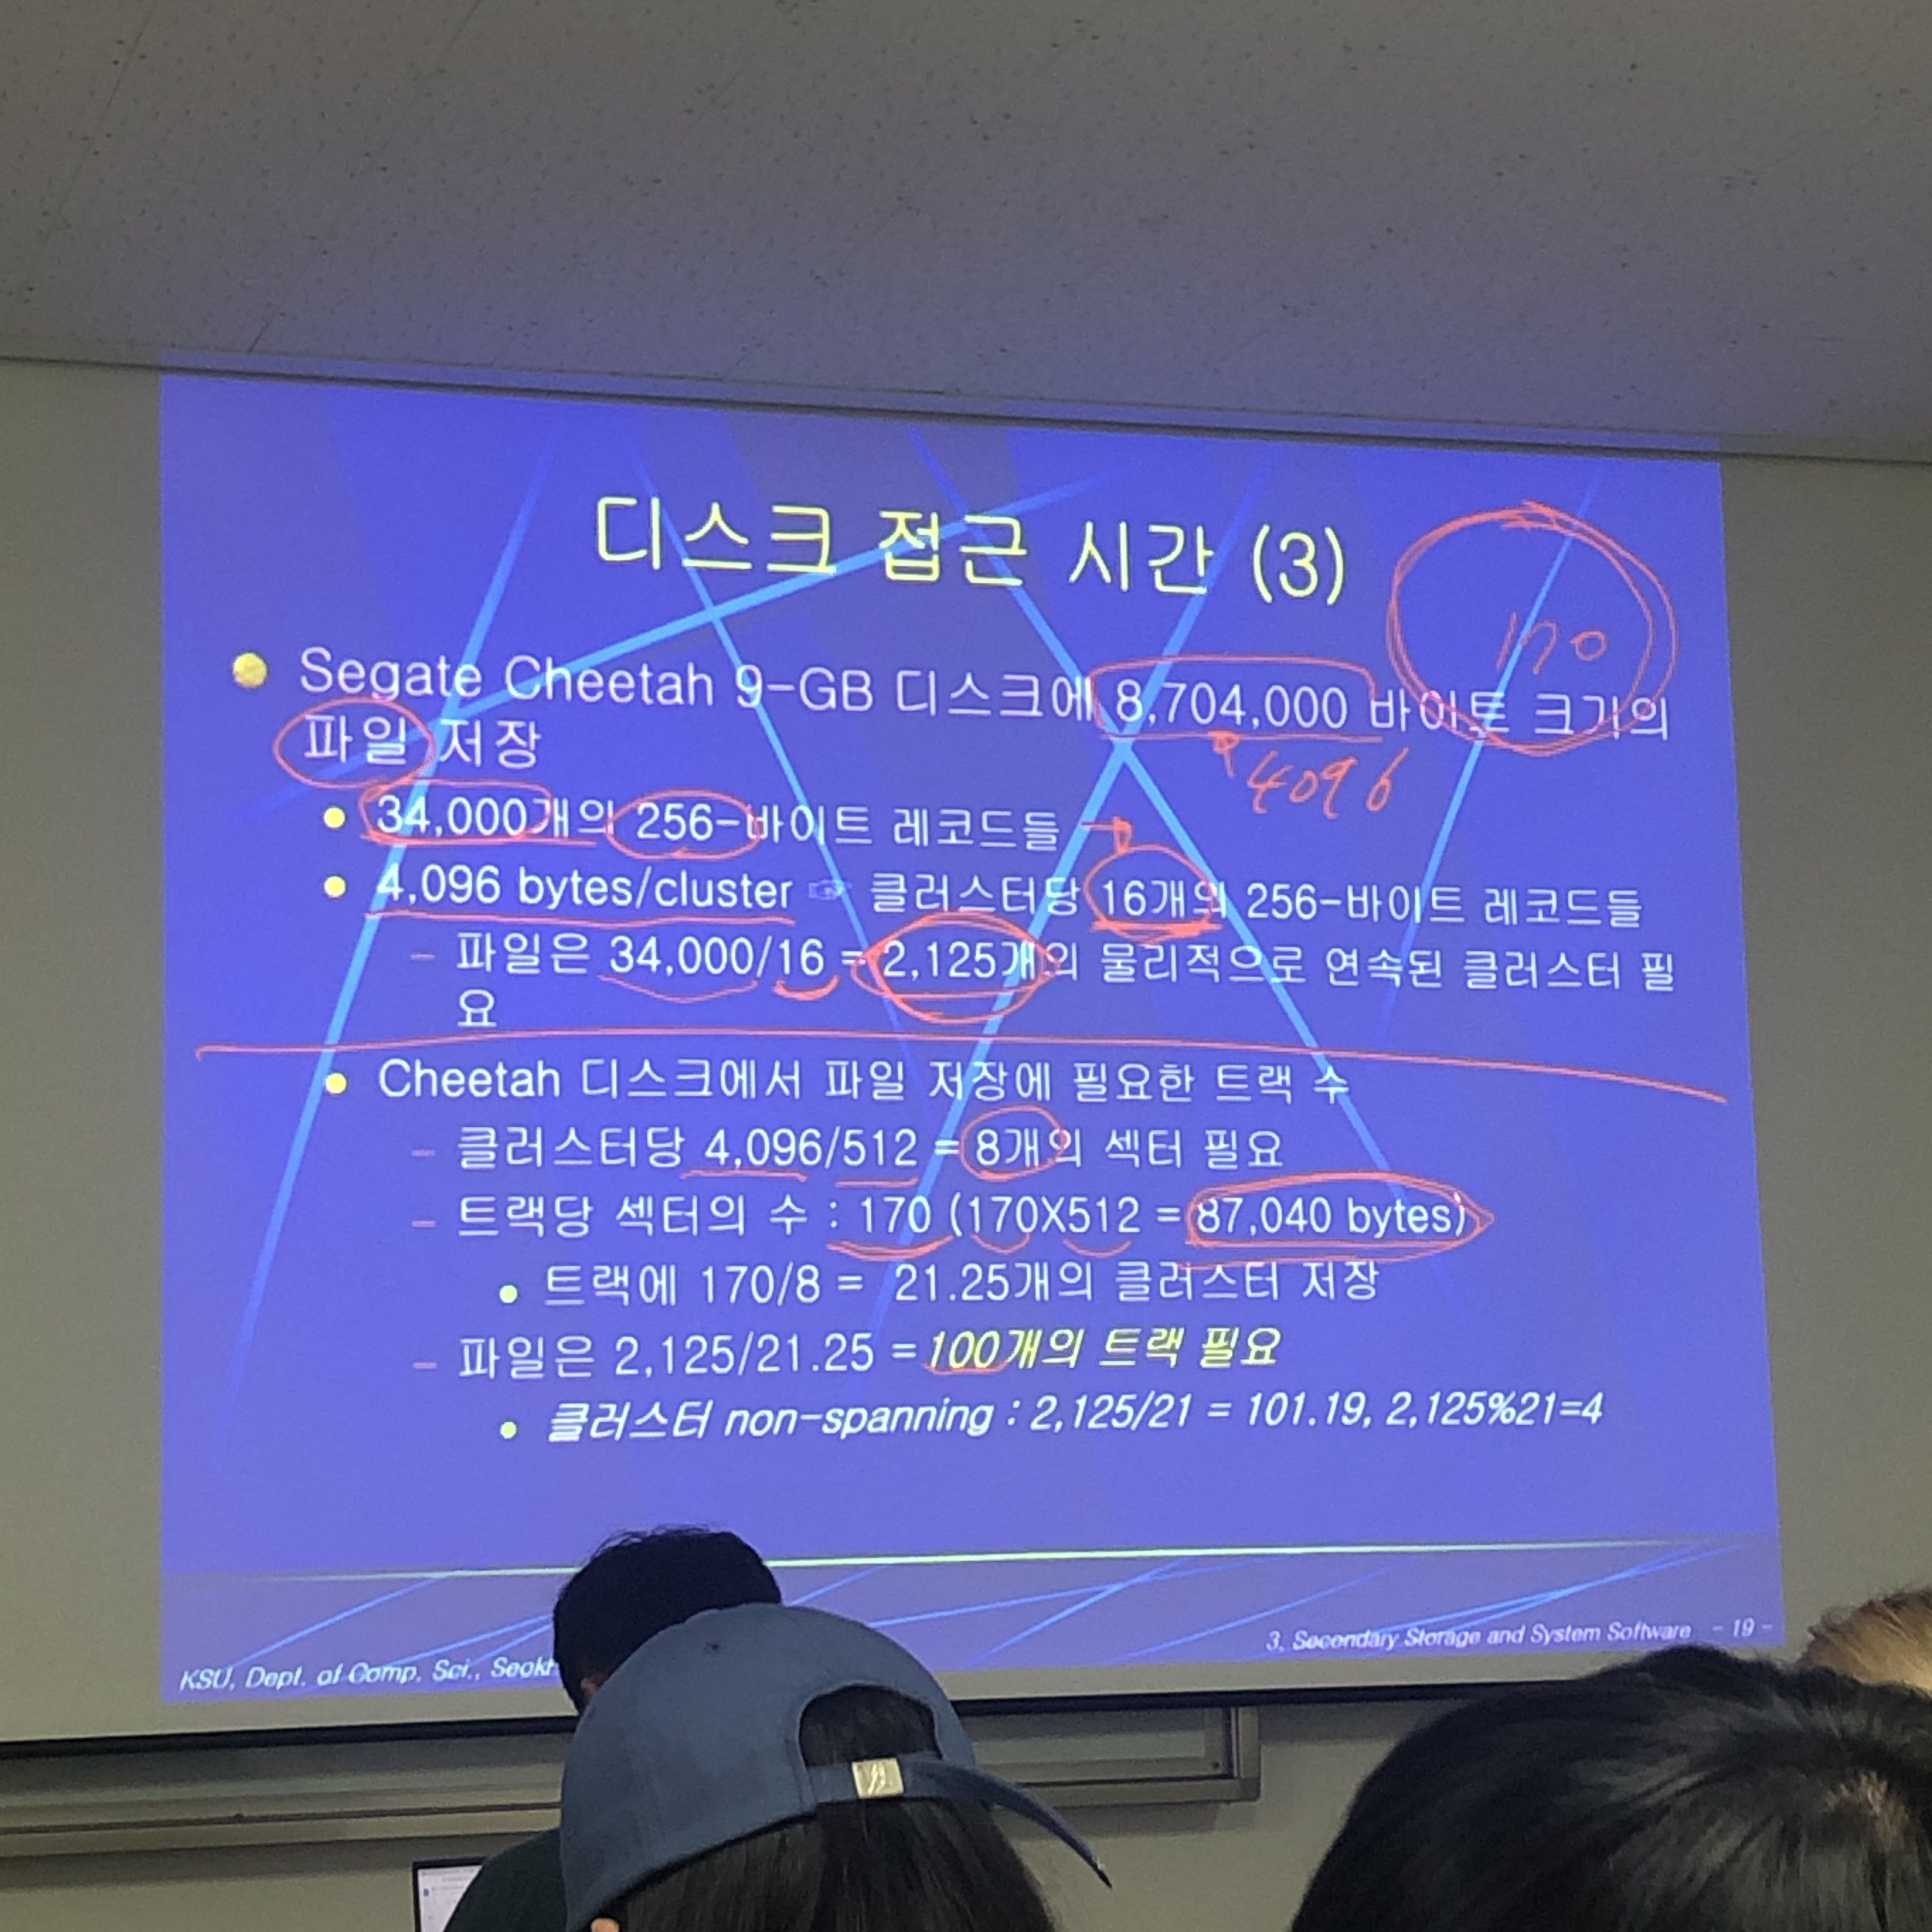 디스크 접근 시간 (3)
170
Segate Cheetah 9-GB 디스크에 8,704,000 바이트 크기의
파일 저장
4096
34,000개의 256-바이트 레코드들
4,096 bytes/cluster ☞ 클러스터당 16개의 256-바이트 레코드들
– 파일은 34,000/16 = 2,125개의 물리적으로 연속된 클러스터 필
요
Cheetah 디스크에서 파일 저장에 필요한 트랙 수
– 클러스터당 4,096/512 = 8개의 섹터 필요
– 트랙당 섹터의 수 : 170 (170X512 = 87,040 bytes)
트랙에 170/8 = 21.25개의 클러스터 저장
– 파일은 2,125/21.25 = 100개의 트랙 필요
클러스터 non-spanning : 2,125/21 = 101.19, 2,125%21=4
3. Secondary Storage and System Software - 19 -
KSU, Dept. of Comp. Sci.,